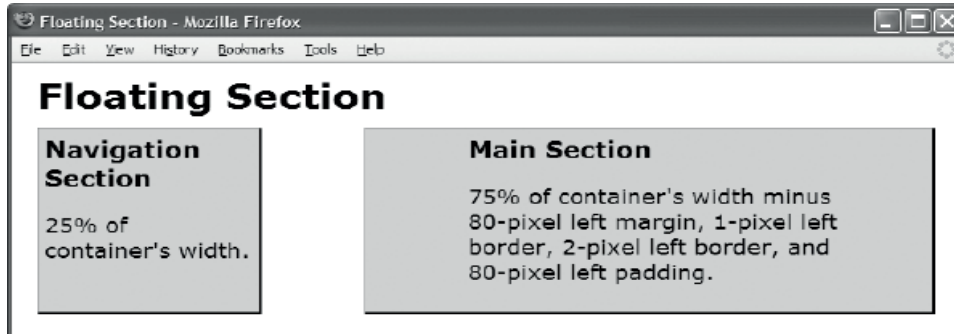 Floating Section - Mozilla Firefox
File Edit View History Bookmarks Tools Help
Floating Section
Navigation
Section
25% of
container's width.
Main Section
75% of container's width minus
80-pixel left margin, 1-pixel left
border, 2-pixel left border, and
80-pixel left padding.